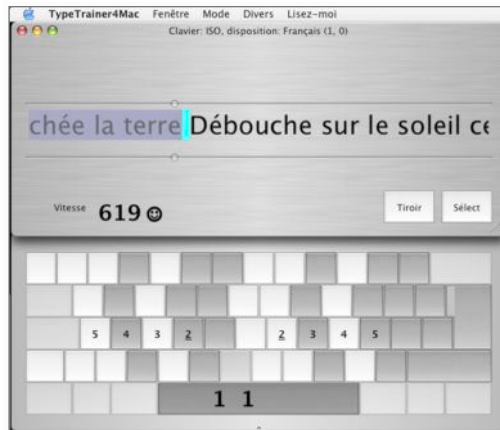 TypeTrainer4Mac Fenêtre Mode Divers Lisez-moi
Clavier: ISO, disposition: Français (1, 0)
chée la terre Débouche sur le soleil ce
Vitesse 619 Tiroir Sélect
5 4 3 2 2 3 4 5
1 1